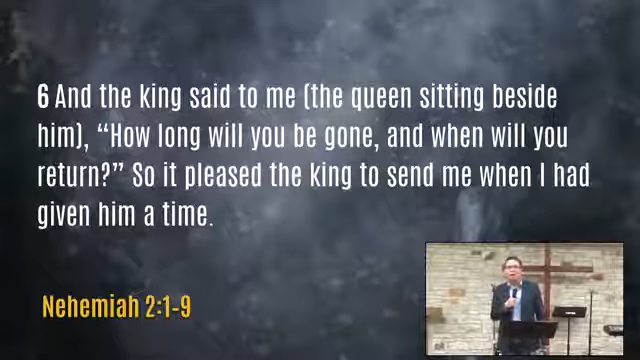 6 And the king said to me (the queen sitting beside
him), “How long will you be gone, and when will you
return?” So it pleased the king to send me when I had
given him a time.
Nehemiah 2:1-9